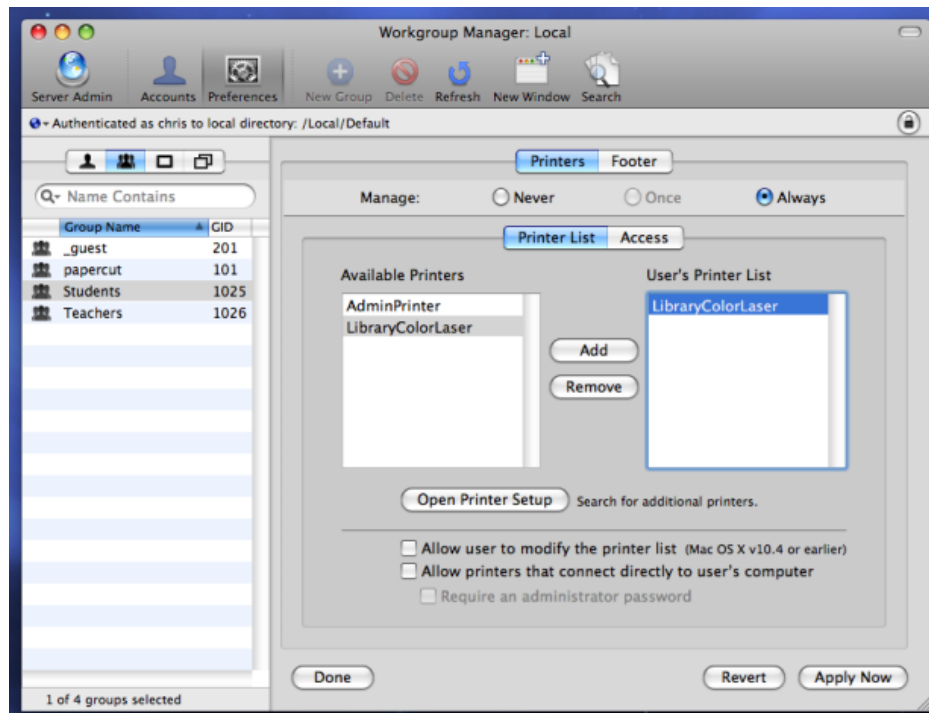 Workgroup Manager: Local
Server Admin Accounts Preferences New Group Delete Refresh New Window Search
Authenticated as chris to local directory: /Local/Default
Printers Footer
Name Contains
Manage: Never Once Always
Group Name GID
Printer List Access
_guest 201
papercut 101
Students 1025
Teachers 1026
Available Printers User's Printer List
AdminPrinter LibraryColorLaser
LibraryColorLaser
Add
Remove
Open Printer Setup Search for additional printers.
Allow user to modify the printer list (Mac OS X v10.4 or earlier)
Allow printers that connect directly to user's computer
Require an administrator password
Done Revert Apply Now
1 of 4 groups selected